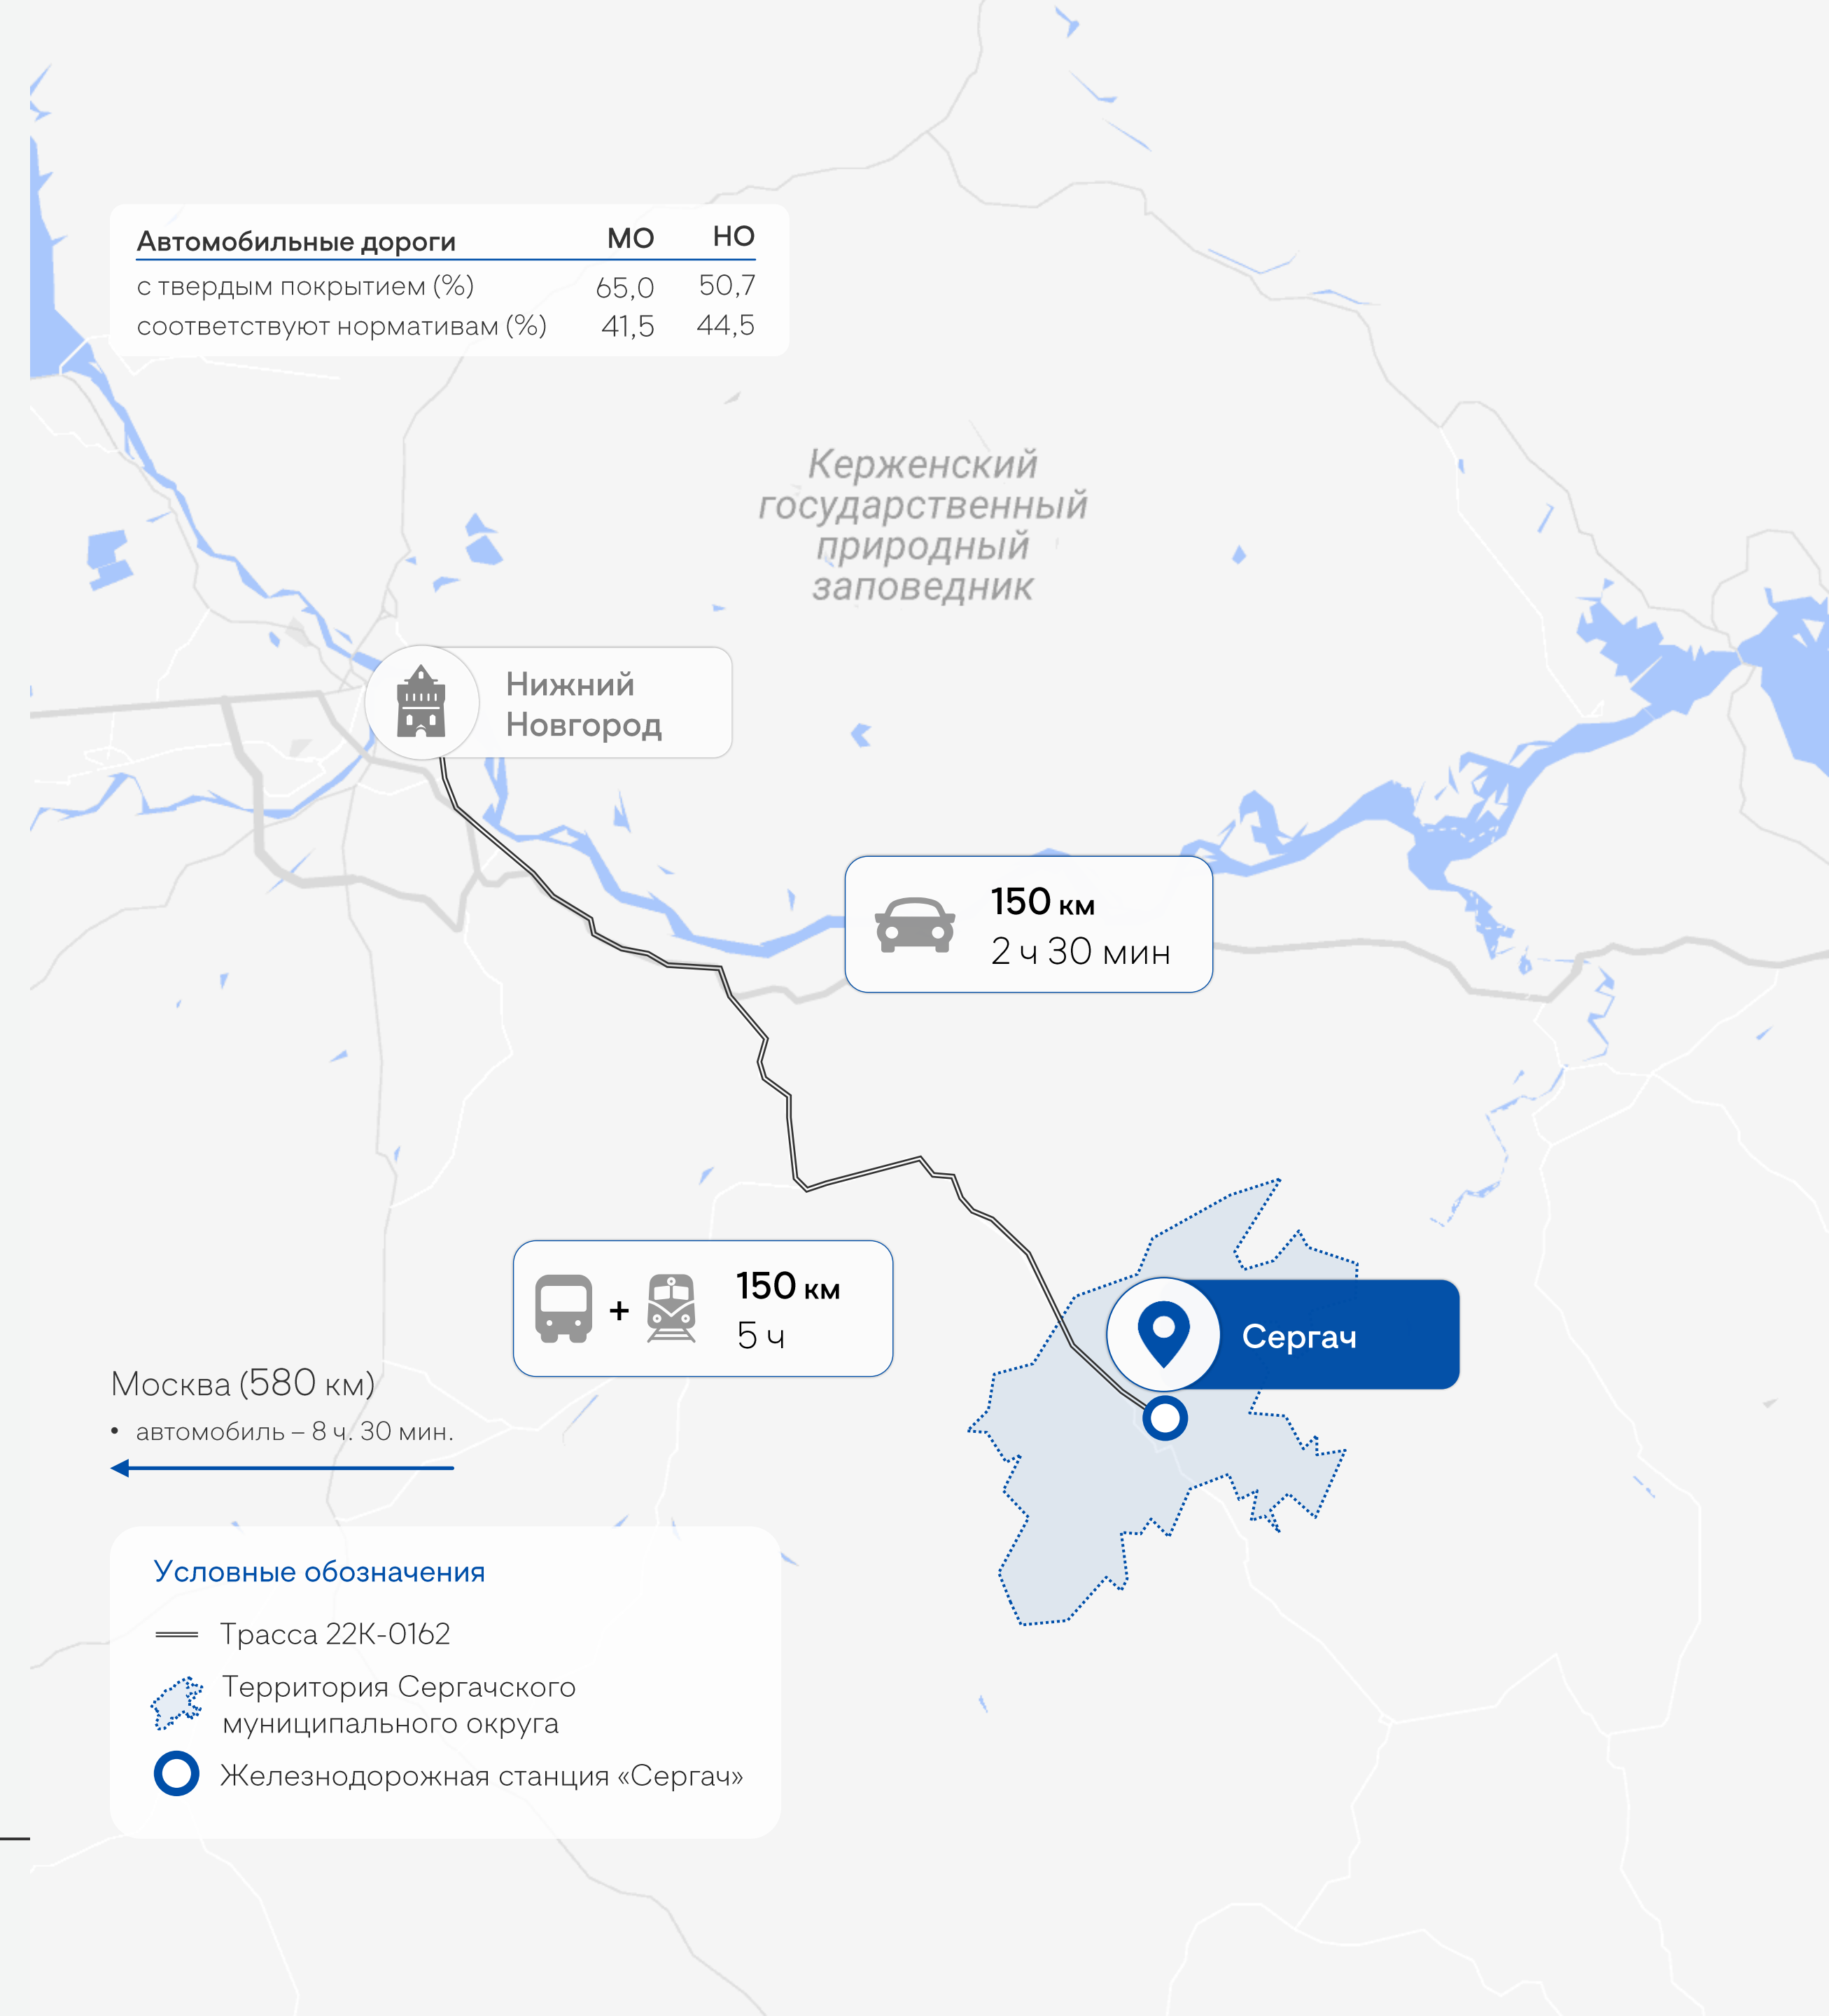 Автомобильные дороги МО НО
с твердым покрытием (%) 65,0 50,7
соответствуют нормативам (%) 41,5 44,5
Керженский
государственный
природный
заповедник
Нижний
Новгород
150 км
2 ч 30 мин
+ 150 км
5 ч
Сергач
Москва (580 км)
• автомобиль – 8 ч. 30 мин.
Условные обозначения
Трасса 22К-0162
Территория Сергачского
муниципального округа
Железнодорожная станция «Сергач»